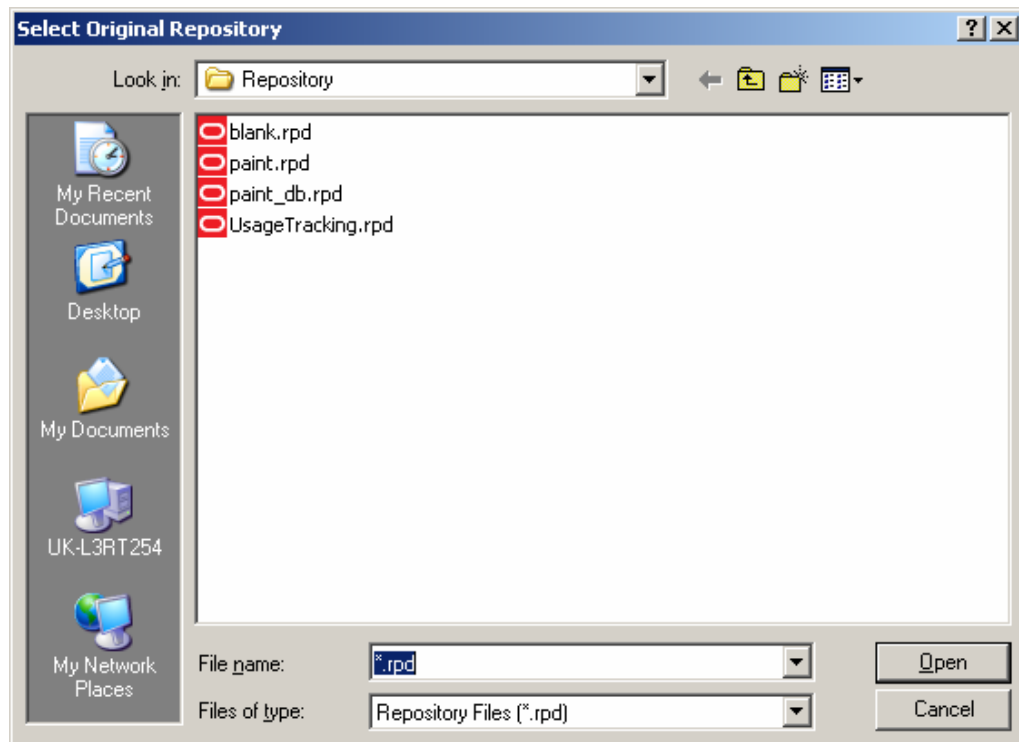 Select Original Repository
Look in:
Repository
blank.rpd
paint.rpd
paint_db.rpd
UsageTracking.rpd
My Recent
Documents
Desktop
My Documents
UK-L3RT254
My Network
Places
File name:
*.rpd
Open
Files of type:
Repository Files (*.rpd)
Cancel